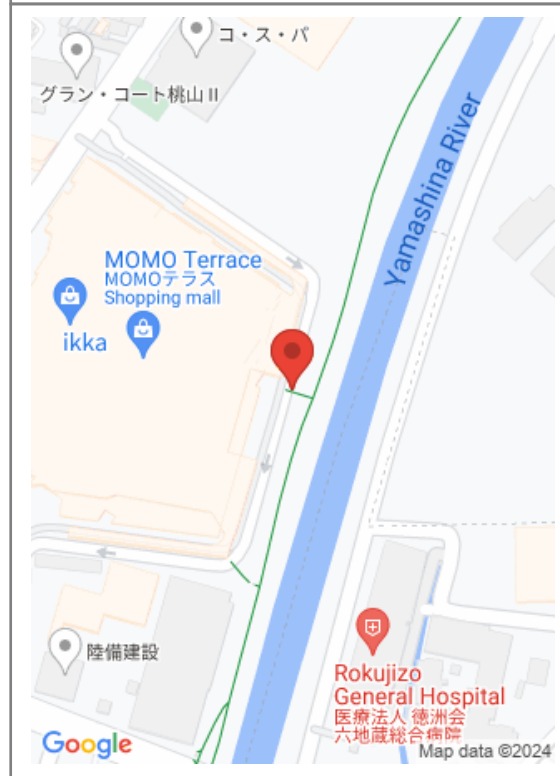 コ・ス・パ
グラン・コート桃山 II
Yamashina River
MOMO Terrace
MOMOテラス
Shopping mall
ikka
陸備建設
Rokujizo
General Hospital
医療法人 徳洲会
六地蔵総合病院
Google
Map data ©2024